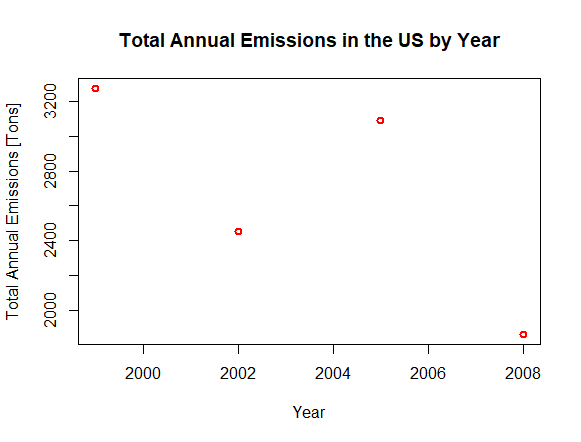 Total Annual Emissions in the US by Year
Total Annual Emissions [Tons]
3200
2800
2400
2000
2000 2002 2004 2006 2008
Year